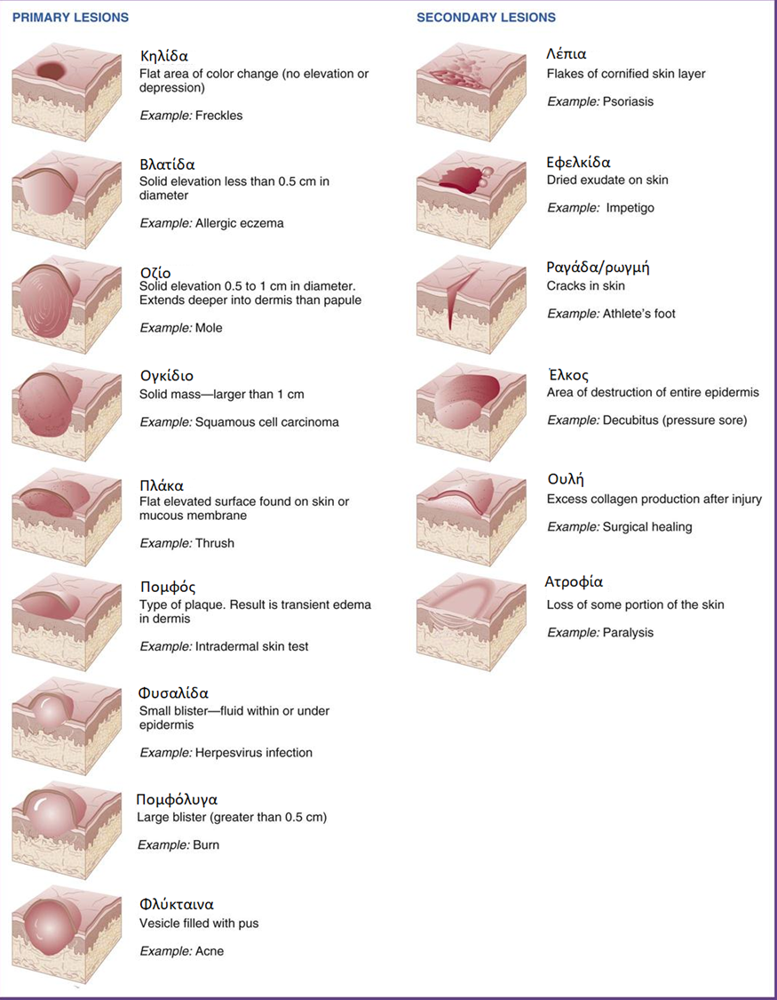 PRIMARY LESIONS
Κηλίδα
Flat area of color change (no elevation or
depression)
Example: Freckles
Βλατίδα
Solid elevation less than 0.5 cm in
diameter
Example: Allergic eczema
Οζίο
Solid elevation 0.5 to 1 cm in diameter.
Extends deeper into dermis than papule
Example: Mole
Ογκίδιο
Solid mass—larger than 1 cm
Example: Squamous cell carcinoma
Πλάκα
Flat elevated surface found on skin or
mucous membrane
Example: Thrush
Πομφός
Type of plaque. Result is transient edema
in dermis
Example: Intradermal skin test
Φυσαλίδα
Small blister—fluid within or under
epidermis
Example: Herpesvirus infection
Πομφόλυγα
Large blister (greater than 0.5 cm)
Example: Burn
Φλύκταινα
Vesicle filled with pus
Example: Acne
SECONDARY LESIONS
Λέπια
Flakes of cornified skin layer
Example: Psoriasis
Εφελκίδα
Dried exudate on skin
Example: Impetigo
Ραγάδα/ρωγμή
Cracks in skin
Example: Athlete's foot
Έλκος
Area of destruction of entire epidermis
Example: Decubitus (pressure sore)
Ουλή
Excess collagen production after injury
Example: Surgical healing
Ατροφία
Loss of some portion of the skin
Example: Paralysis